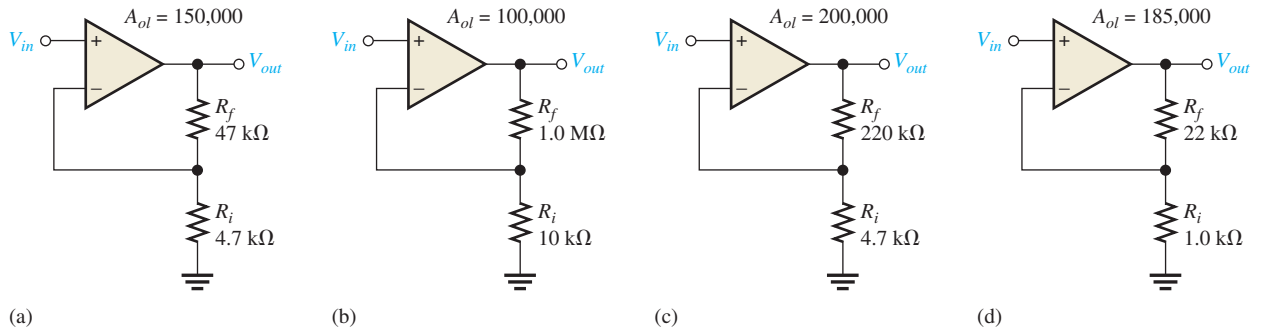 A_ol = 150,000
V_in
+
−
V_out
R_f
47 kΩ
R_i
4.7 kΩ
(a)
A_ol = 100,000
V_in
+
−
V_out
R_f
1.0 MΩ
R_i
10 kΩ
(b)
A_ol = 200,000
V_in
+
−
V_out
R_f
220 kΩ
R_i
4.7 kΩ
(c)
A_ol = 185,000
V_in
+
−
V_out
R_f
22 kΩ
R_i
1.0 kΩ
(d)